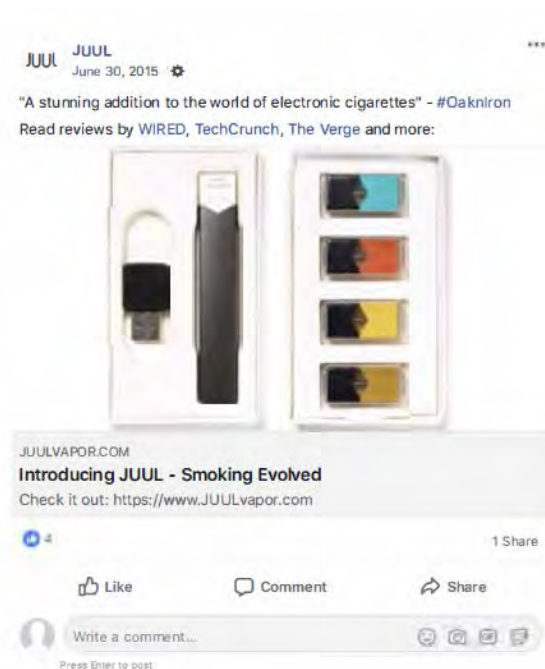 JUUL
JUUL
June 30, 2015
"A stunning addition to the world of electronic cigarettes" - #OaknIron
Read reviews by WIRED, TechCrunch, The Verge and more:
JUULVAPOR.COM
Introducing JUUL - Smoking Evolved
Check it out: https://www.JUULvapor.com
4
1 Share
Like
Comment
Share
Write a comment...
Press Enter to post